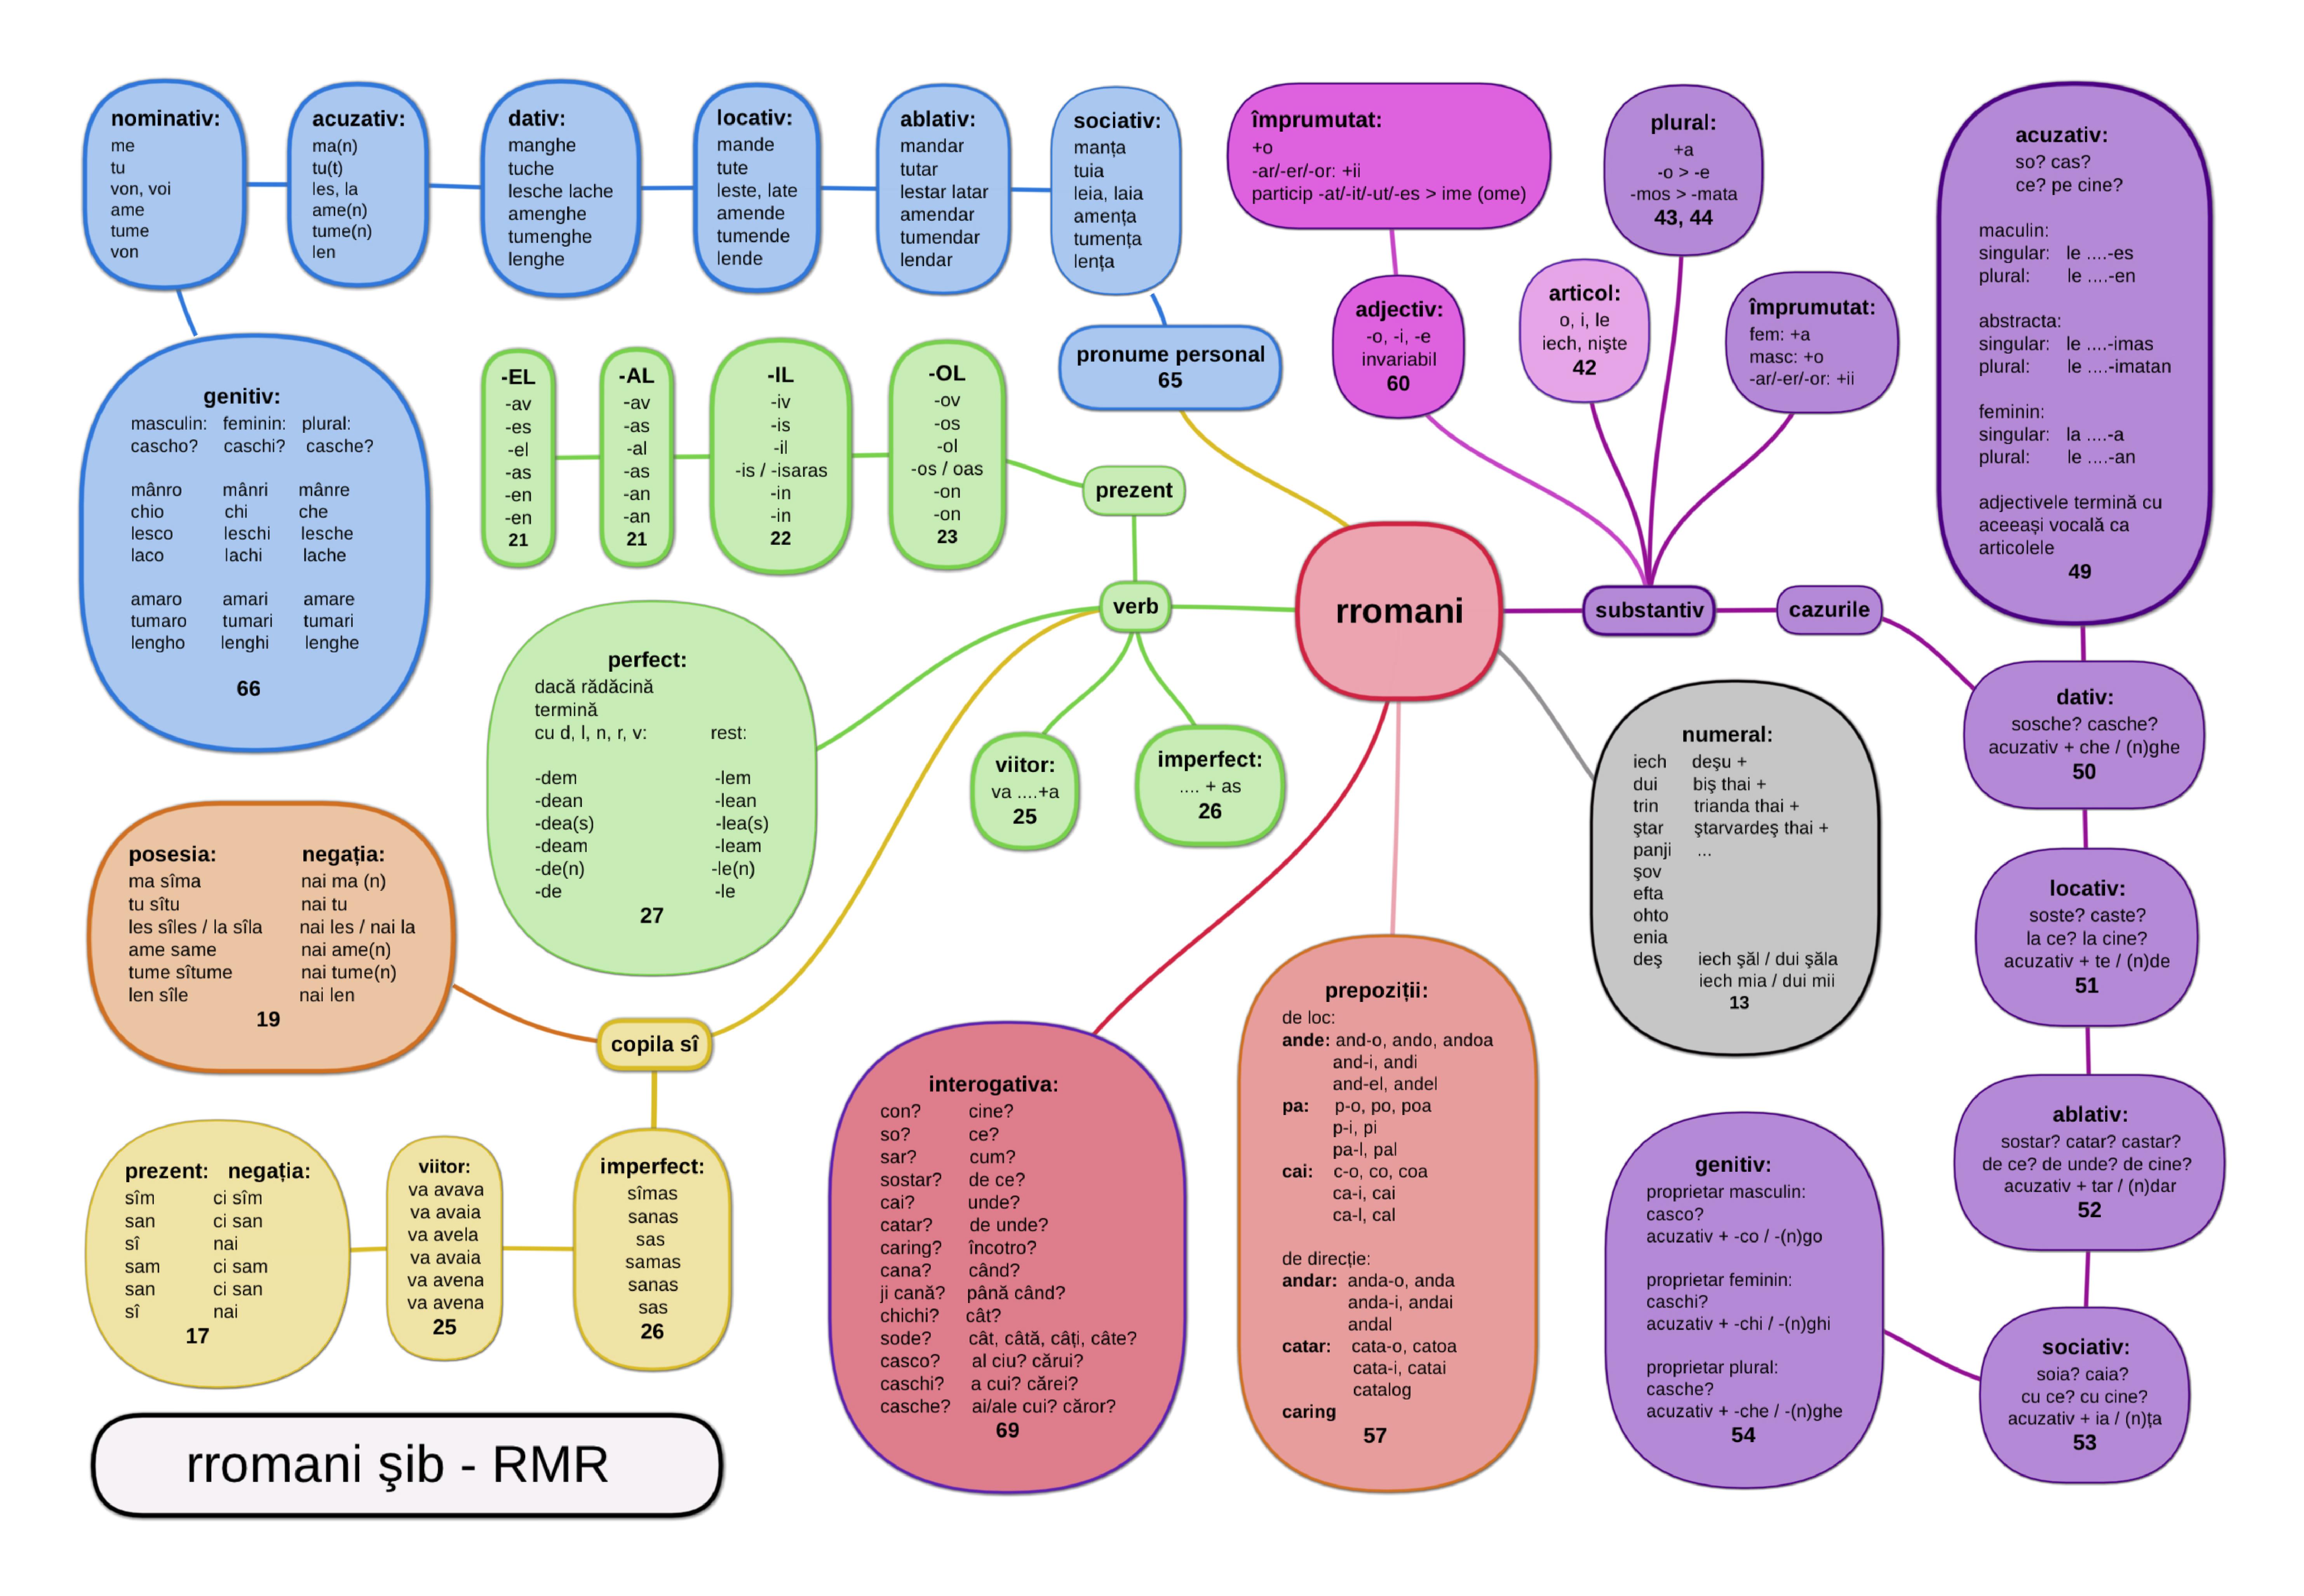 nominativ:
me
tu
von, voi
ame
tume
von
acuzativ:
ma(n)
tu(t)
les, la
ame(n)
tume(n)
len
dativ:
manghe
tuche
lesche lache
amenghe
tumenghe
lenghe
locativ:
mande
tute
leste, late
amende
tumende
lende
ablativ:
mandar
tutar
lestar latar
amendar
tumendar
lendar
sociativ:
manța
tuia
leia, laia
amența
tumența
lența
pronume personal
65
genitiv:
masculin: feminin: plural:
cascho? caschi? casche?
mânro mânri mânre
chio chi che
lesco leschi lesche
laco lachi lache
amaro amari amare
tumaro tumari tumari
lengho lenghi lenghe
66
-EL
-av
-es
-el
-as
-en
-en
21
-AL
-av
-as
-al
-as
-an
-an
21
-IL
-iv
-is
-il
-is / -isaras
-in
-in
22
-OL
-ov
-os
-ol
-os / oas
-on
-on
23
prezent
verb
perfect:
dacă rădăcină
termină
cu d, l, n, r, v: rest:
-dem -lem
-dean -lean
-dea(s) -lea(s)
-deam -leam
-de(n) -le(n)
-de -le
27
viitor:
va ....+a
25
imperfect:
.... + as
26
posesia: negația:
ma sîma nai ma (n)
tu sîtu nai tu
les sîles / la sîla nai les / nai la
ame same nai ame(n)
tume sîtume nai tume(n)
len sîle nai len
19
copila sî
prezent: negația:
sîm ci sîm
san ci san
sî nai
sam ci sam
san ci san
sî nai
17
viitor:
va avava
va avaia
va avela
va avaia
va avena
va avena
25
imperfect:
sîmas
sanas
sas
samas
sanas
sas
26
rromani şib - RMR
rromani
interogativa:
con? cine?
so? ce?
sar? cum?
sostar? de ce?
cai? unde?
catar? de unde?
caring? încotro?
cana? când?
ji cană? până când?
chichi? cât?
sode? cât, câtă, câți, câte?
casco? al ciu? cărui?
caschi? a cui? cărei?
casche? ai/ale cui? căror?
69
prepoziții:
de loc:
ande: and-o, ando, andoa
and-i, andi
and-el, andel
pa: p-o, po, poa
p-i, pi
pa-l, pal
cai: c-o, co, coa
ca-i, cai
ca-l, cal
de direcție:
andar: anda-o, anda
anda-i, andai
andal
catar: cata-o, catoa
cata-i, catai
catalog
caring
57
numeral:
iech deşu +
dui biş thai +
trin trianda thai +
ştar ştarvardeş thai +
panji ...
şov
efta
ohto
enia
deş iech şăl / dui şăla
iech mia / dui mii
13
împrumutat:
+o
-ar/-er/-or: +ii
particip -at/-it/-ut/-es > ime (ome)
adjectiv:
-o, -i, -e
invariabil
60
articol:
o, i, le
iech, nişte
42
plural:
+a
-o > -e
-mos > -mata
43, 44
împrumutat:
fem: +a
masc: +o
-ar/-er/-or: +ii
substantiv
cazurile
acuzativ:
so? cas?
ce? pe cine?
maculin:
singular: le ....-es
plural: le ....-en
abstracta:
singular: le ....-imas
plural: le ....-imatan
feminin:
singular: la ....-a
plural: le ....-an
adjectivele termină cu
aceeași vocală ca
articolele
49
dativ:
sosche? casche?
acuzativ + che / (n)ghe
50
locativ:
soste? caste?
la ce? la cine?
acuzativ + te / (n)de
51
ablativ:
sostar? catar? castar?
de ce? de unde? de cine?
acuzativ + tar / (n)dar
52
sociativ:
soia? caia?
cu ce? cu cine?
acuzativ + ia / (n)ța
53
genitiv:
proprietar masculin:
casco?
acuzativ + -co / -(n)go
proprietar feminin:
caschi?
acuzativ + -chi / -(n)ghi
proprietar plural:
casche?
acuzativ + -che / -(n)ghe
54